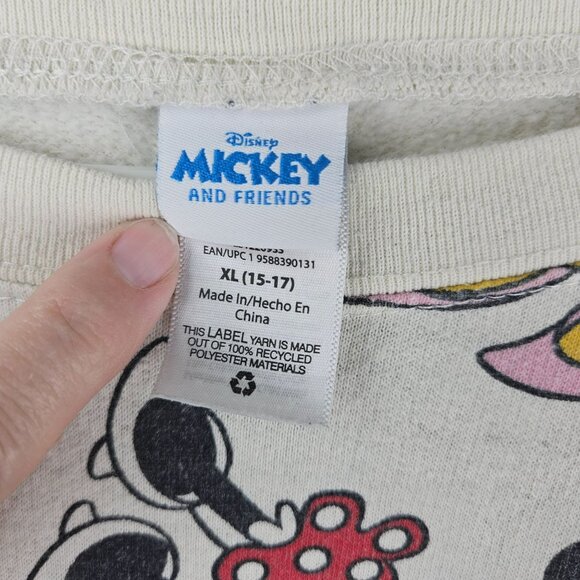 Disney
MICKEY
AND FRIENDS
EAN/UPC 1 9588390131
XL (15-17)
Made In/Hecho En
China
THIS LABEL YARN IS MADE
OUT OF 100% RECYCLED
POLYESTER MATERIALS